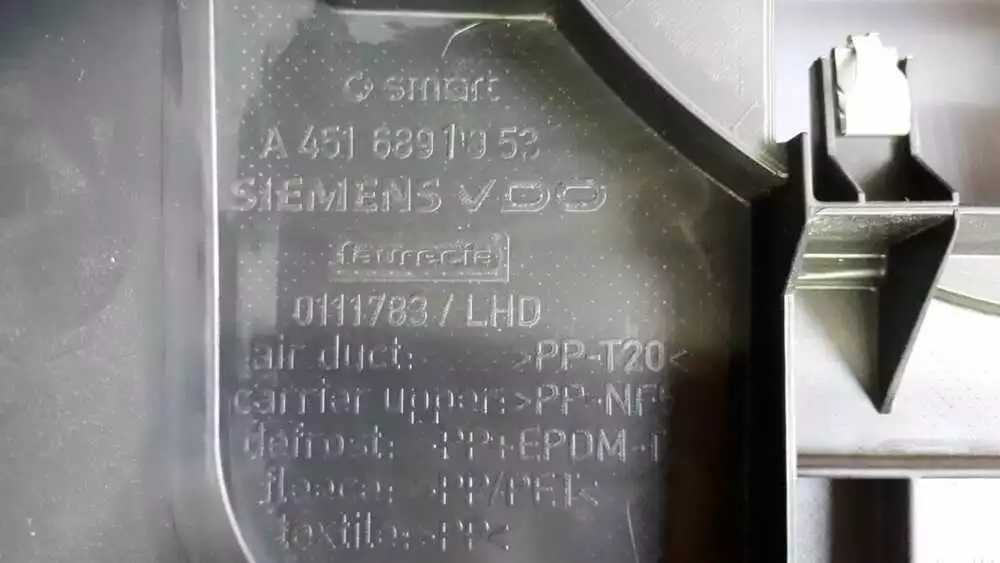 smart
A 451 689 10 53
SIEMENS VDO
faurecia
0111783 / LHD
air duct: >PP-T20<
carrier upper: >PP-NF
defrost: >PP+EPDM-T
fleece: >PP/PET<
textile: >PP<